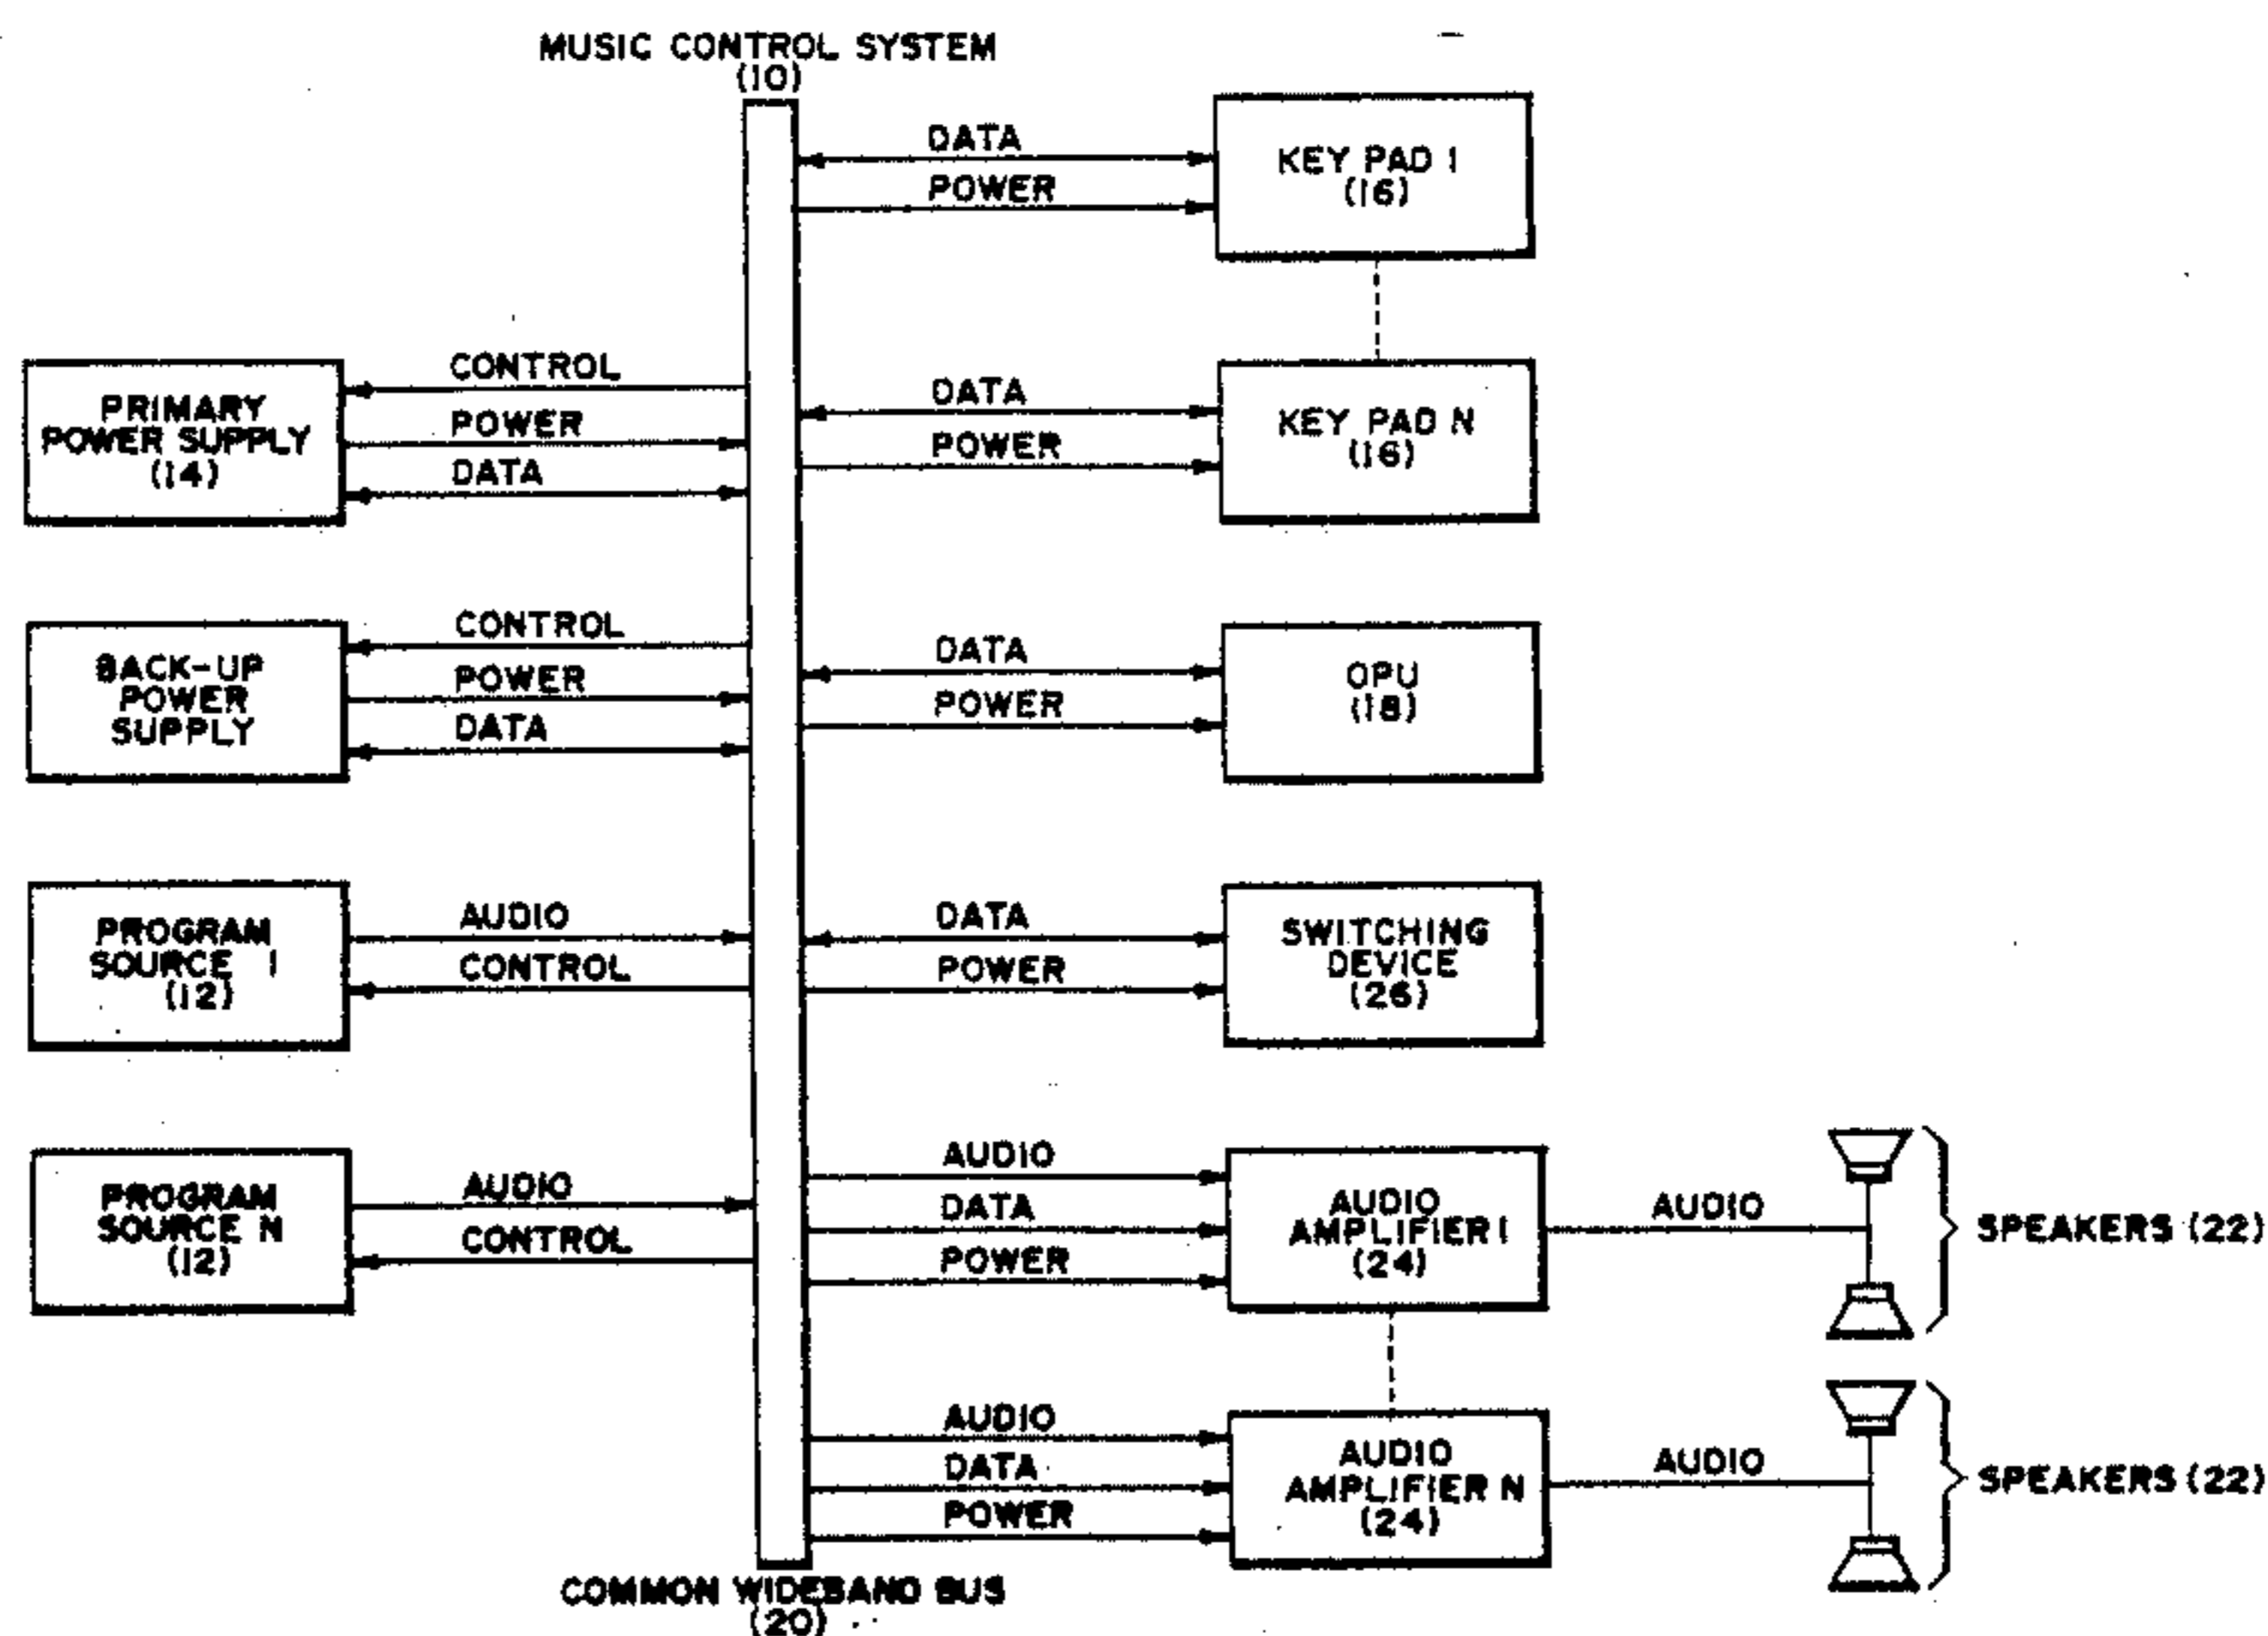 MUSIC CONTROL SYSTEM
(10)
DATA
POWER
KEY PAD 1
(16)
PRIMARY
POWER SUPPLY
(14)
CONTROL
POWER
DATA
DATA
POWER
KEY PAD N
(16)
BACK-UP
POWER
SUPPLY
CONTROL
POWER
DATA
DATA
POWER
OPU
(18)
PROGRAM
SOURCE 1
(12)
AUDIO
CONTROL
DATA
POWER
SWITCHING
DEVICE
(26)
PROGRAM
SOURCE N
(12)
AUDIO
CONTROL
AUDIO
DATA
POWER
AUDIO
AMPLIFIER 1
(24)
AUDIO
SPEAKERS (22)
AUDIO
DATA
POWER
AUDIO
AMPLIFIER N
(24)
AUDIO
SPEAKERS (22)
COMMON WIDEBAND BUS
(20)